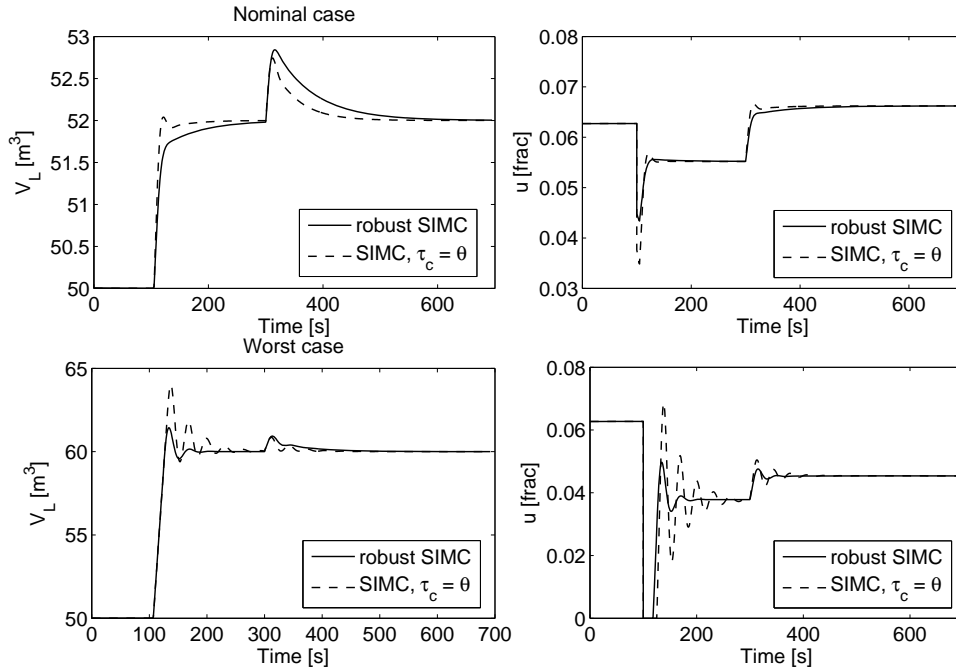 Nominal case
53
52.5
52
51.5
51
50.5
50
V_L [m³]
0 200 400 600
Time [s]
robust SIMC
SIMC, τ_c = θ
0.08
0.07
0.06
0.05
0.04
0.03
u [frac]
0 200 400 600
Time [s]
robust SIMC
SIMC, τ_c = θ
Worst case
65
60
55
50
V_L [m³]
0 100 200 300 400 500 600 700
Time [s]
robust SIMC
SIMC, τ_c = θ
0.08
0.06
0.04
0.02
0
u [frac]
0 200 400 600
Time [s]
robust SIMC
SIMC, τ_c = θ